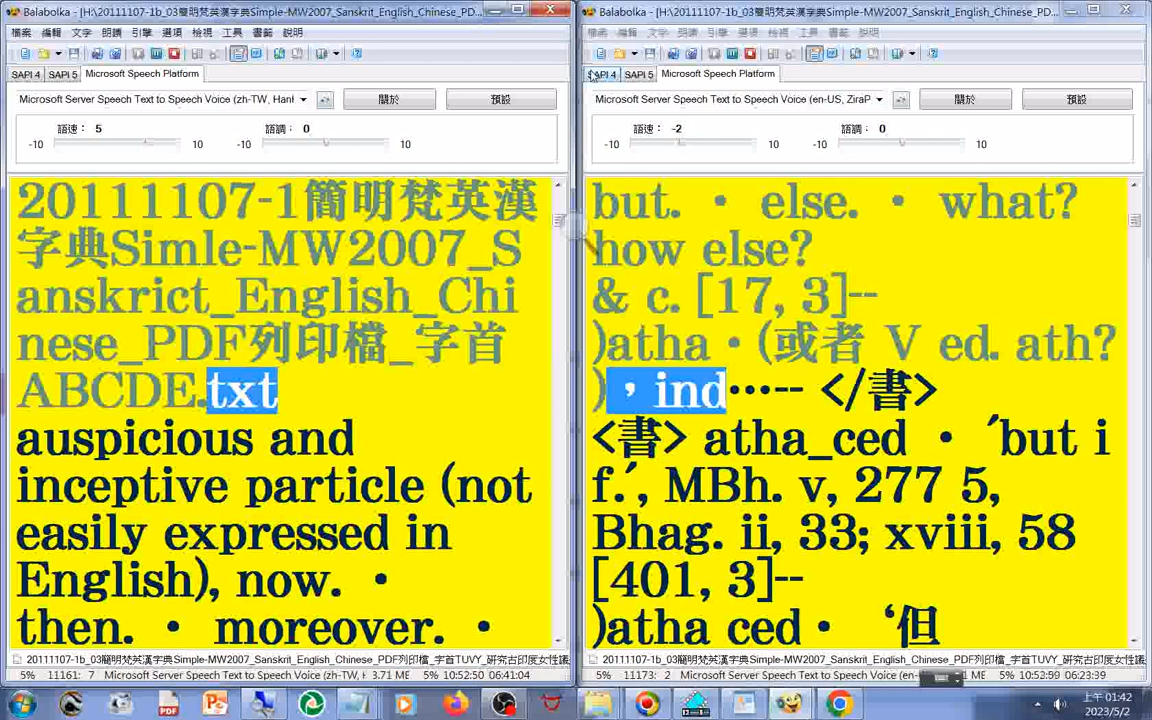 Balabolka - [H:\20111107-1b_03簡明梵英漢字典Simple-MW2007_Sanskrit_English_Chinese_PD...
檔案 編輯 文字 朗讀 引擎 選項 檢視 工具 書籤 說明
SAPI 4 SAPI 5 Microsoft Speech Platform
Microsoft Server Speech Text to Speech Voice (zh-TW, Hanl 關於 預設
語速： 5 語調： 0
-10 10 -10 10
20111107-1簡明梵英漢
字典Simle-MW2007_S
anskrict_English_Chi
nese_PDF列印檔_字首
ABCDE.txt
auspicious and
inceptive particle (not
easily expressed in
English), now. •
then. • moreover. •
20111107-1b_03簡明梵英漢字典Simple-MW2007_Sanskrit_English_Chinese_PDF列印檔_字首TUVY_研究古印度女性議
5% 11161: 7 Microsoft Server Speech Text to Speech Voice (zh-TW, H 3.71 ME 5% 10:52:50 06:41:04
Balabolka - [H:\20111107-1b_03簡明梵英漢字典Simple-MW2007_Sanskrit_English_Chinese_PD...
檔案 編輯 文字 朗讀 引擎 選項 檢視 工具 書籤 說明
SAPI 4 SAPI 5 Microsoft Speech Platform
Microsoft Server Speech Text to Speech Voice (en-US, ZiraP 關於 預設
語速： -2 語調： 0
-10 10 -10 10
but. • else. • what?
how else?
& c. [17, 3]--
)atha•(或者 V ed. ath?
)，ind…-- </書>
<書> atha_ced • ′but i
f.′, MBh. v, 277 5,
Bhag. ii, 33; xviii, 58
[401, 3]--
)atha ced• ‘但
20111107-1b_03簡明梵英漢字典Simple-MW2007_Sanskrit_English_Chinese_PDF列印檔_字首TUVY_研究古印度女性議
5% 11173: 2 Microsoft Server Speech Text to Speech Voice 5% 10:52:99 06:23:39
上午 01:42
2023/5/2